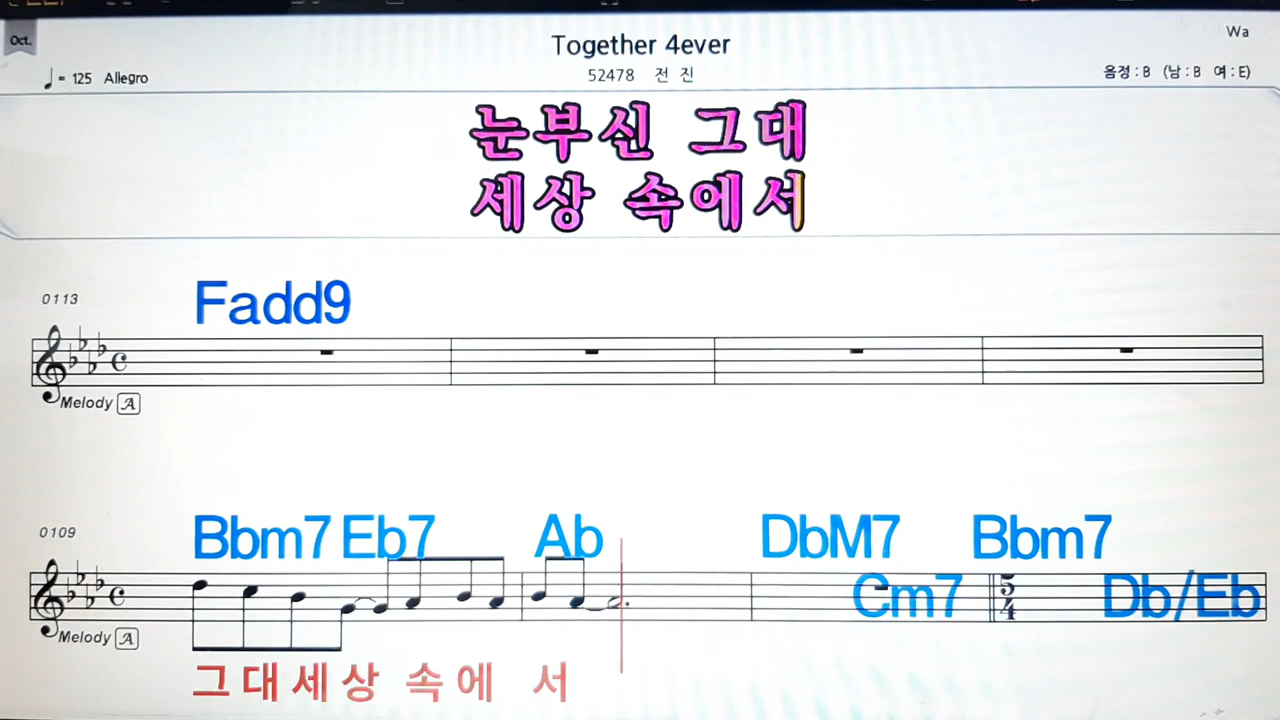 Oct.
Together 4ever
Wa
♩= 125 Allegro
52478 전 진
음정 : B (남 : B 여 : E)
눈부신 그대
세상 속에서
0113
Fadd9
Melody A
0109
Bbm7 Eb7 Ab DbM7 Bbm7
Cm7 5/4 Db/Eb
Melody A
그대세상 속에 서